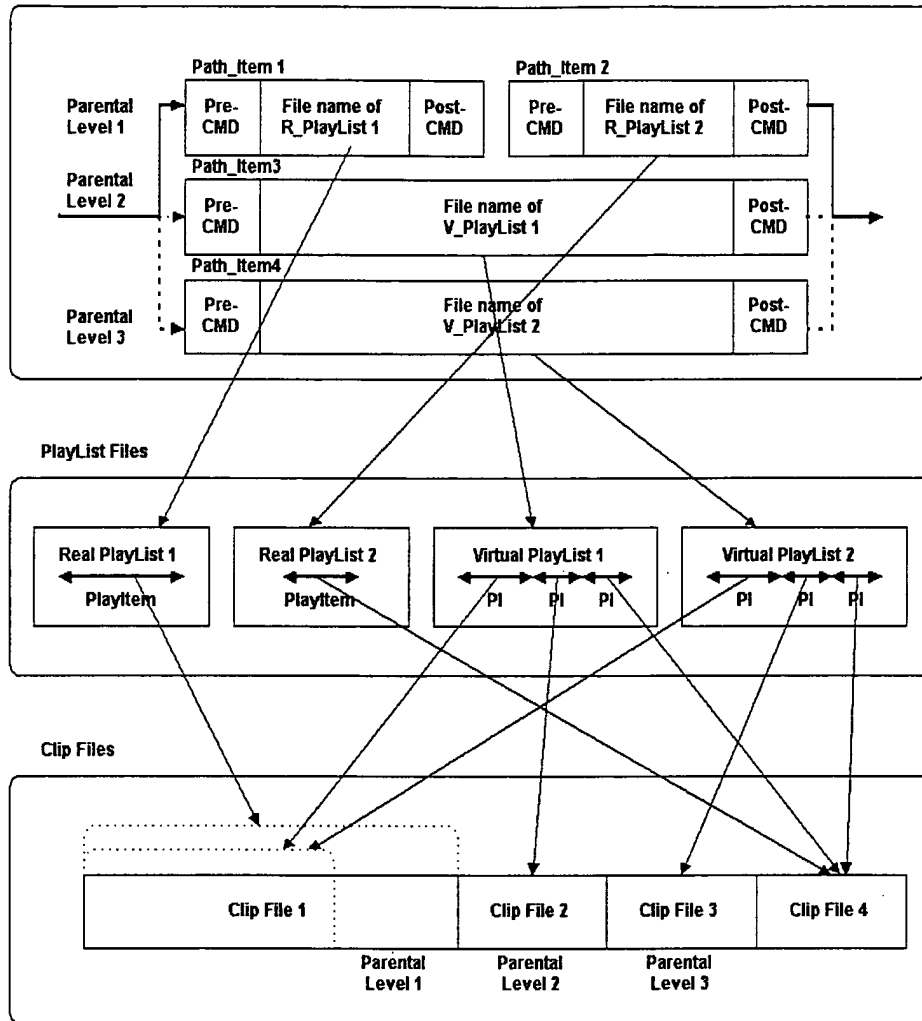 Path_Item 1
Path_Item 2
Parental
Level 1
Pre-
CMD
File name of
R_PlayList 1
Post-
CMD
Pre-
CMD
File name of
R_PlayList 2
Post-
CMD
Parental
Level 2
Path_Item3
Pre-
CMD
File name of
V_PlayList 1
Post-
CMD
Path_Item4
Parental
Level 3
Pre-
CMD
File name of
V_PlayList 2
Post-
CMD
PlayList Files
Real PlayList 1
PlayItem
Real PlayList 2
PlayItem
Virtual PlayList 1
PI PI PI
Virtual PlayList 2
PI PI PI
Clip Files
Clip File 1
Clip File 2
Clip File 3
Clip File 4
Parental
Level 1
Parental
Level 2
Parental
Level 3